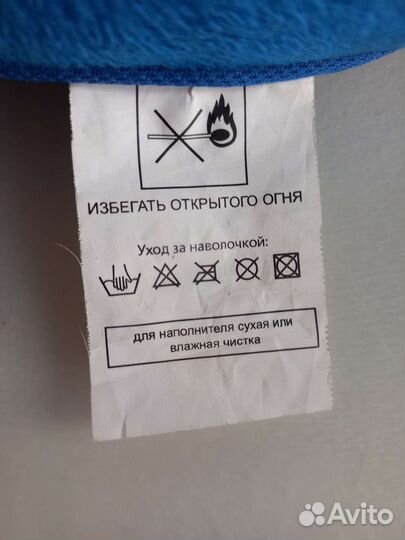 ИЗБЕГАТЬ ОТКРЫТОГО ОГНЯ
Уход за наволочкой:
для наполнителя сухая или
влажная чистка
Avito